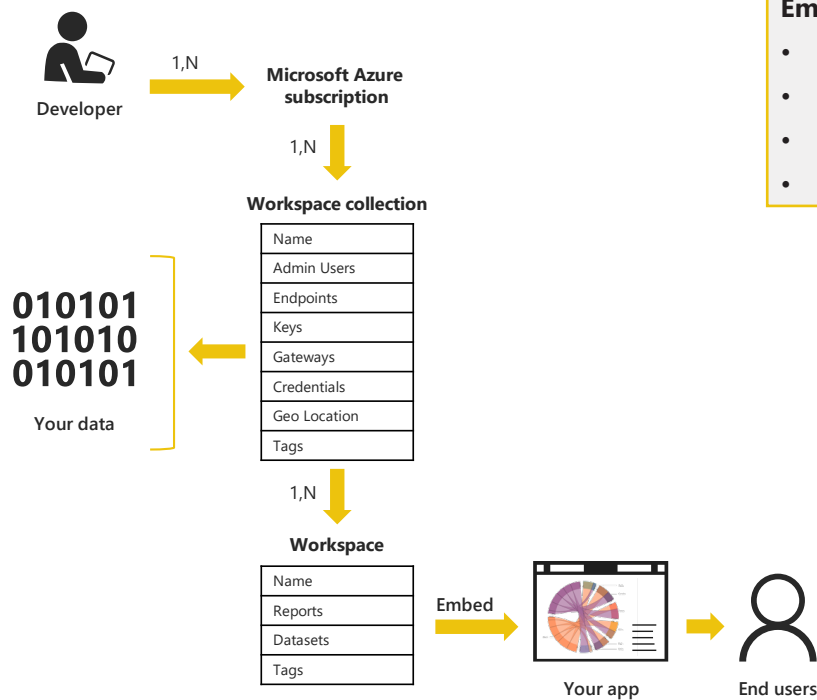 Em
1,N
Developer
Microsoft Azure
subscription
1,N
Workspace collection
Name
Admin Users
Endpoints
Keys
Gateways
Credentials
Geo Location
Tags
010101
101010
010101
Your data
1,N
Workspace
Name
Reports
Datasets
Tags
Embed
Your app
End users